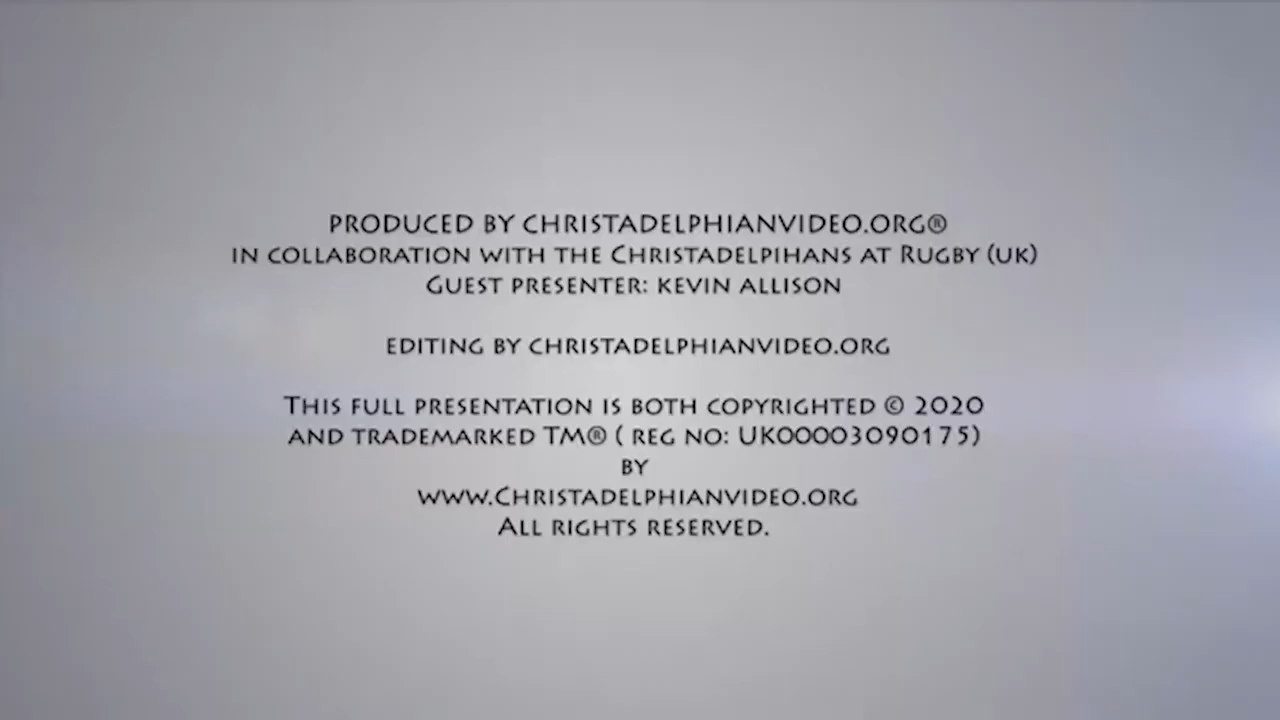 PRODUCED BY CHRISTADELPHIANVIDEO.ORG®
IN COLLABORATION WITH THE CHRISTADELPIHANS AT RUGBY (UK)
GUEST PRESENTER: KEVIN ALLISON
EDITING BY CHRISTADELPHIANVIDEO.ORG
THIS FULL PRESENTATION IS BOTH COPYRIGHTED © 2020
AND TRADEMARKED TM® ( REG NO: UK00003090175)
BY
WWW.CHRISTADELPHIANVIDEO.ORG
ALL RIGHTS RESERVED.